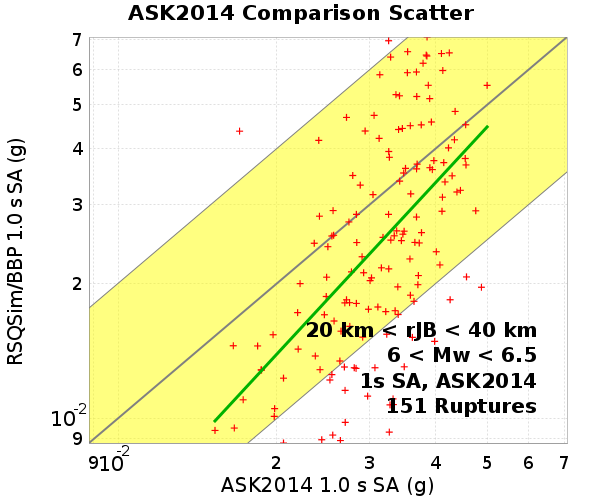 ASK2014 Comparison Scatter
RSQSim/BBP 1.0 s SA (g)
7
6
5
4
3
2
10-2
9
20 km < rJB < 40 km
6 < Mw < 6.5
1s SA, ASK2014
151 Ruptures
9 10-2 2 3 4 5 6 7
ASK2014 1.0 s SA (g)